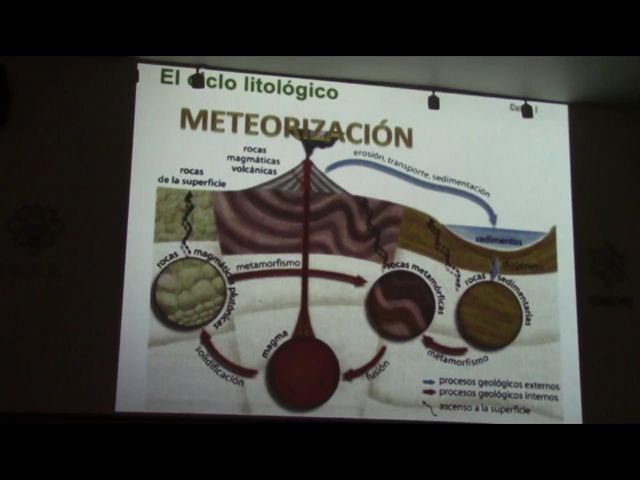 El ciclo litológico
METEORIZACIÓN
rocas
magmáticas
volcánicas
erosión, transporte, sedimentación
rocas
de la superficie
sedimentos
diagénesis
rocas magmáticas plutónicas
metamorfismo
rocas metamórficas
rocas sedimentarias
metamorfismo
magma
fusión
solidificación
procesos geológicos externos
procesos geológicos internos
ascenso a la superficie